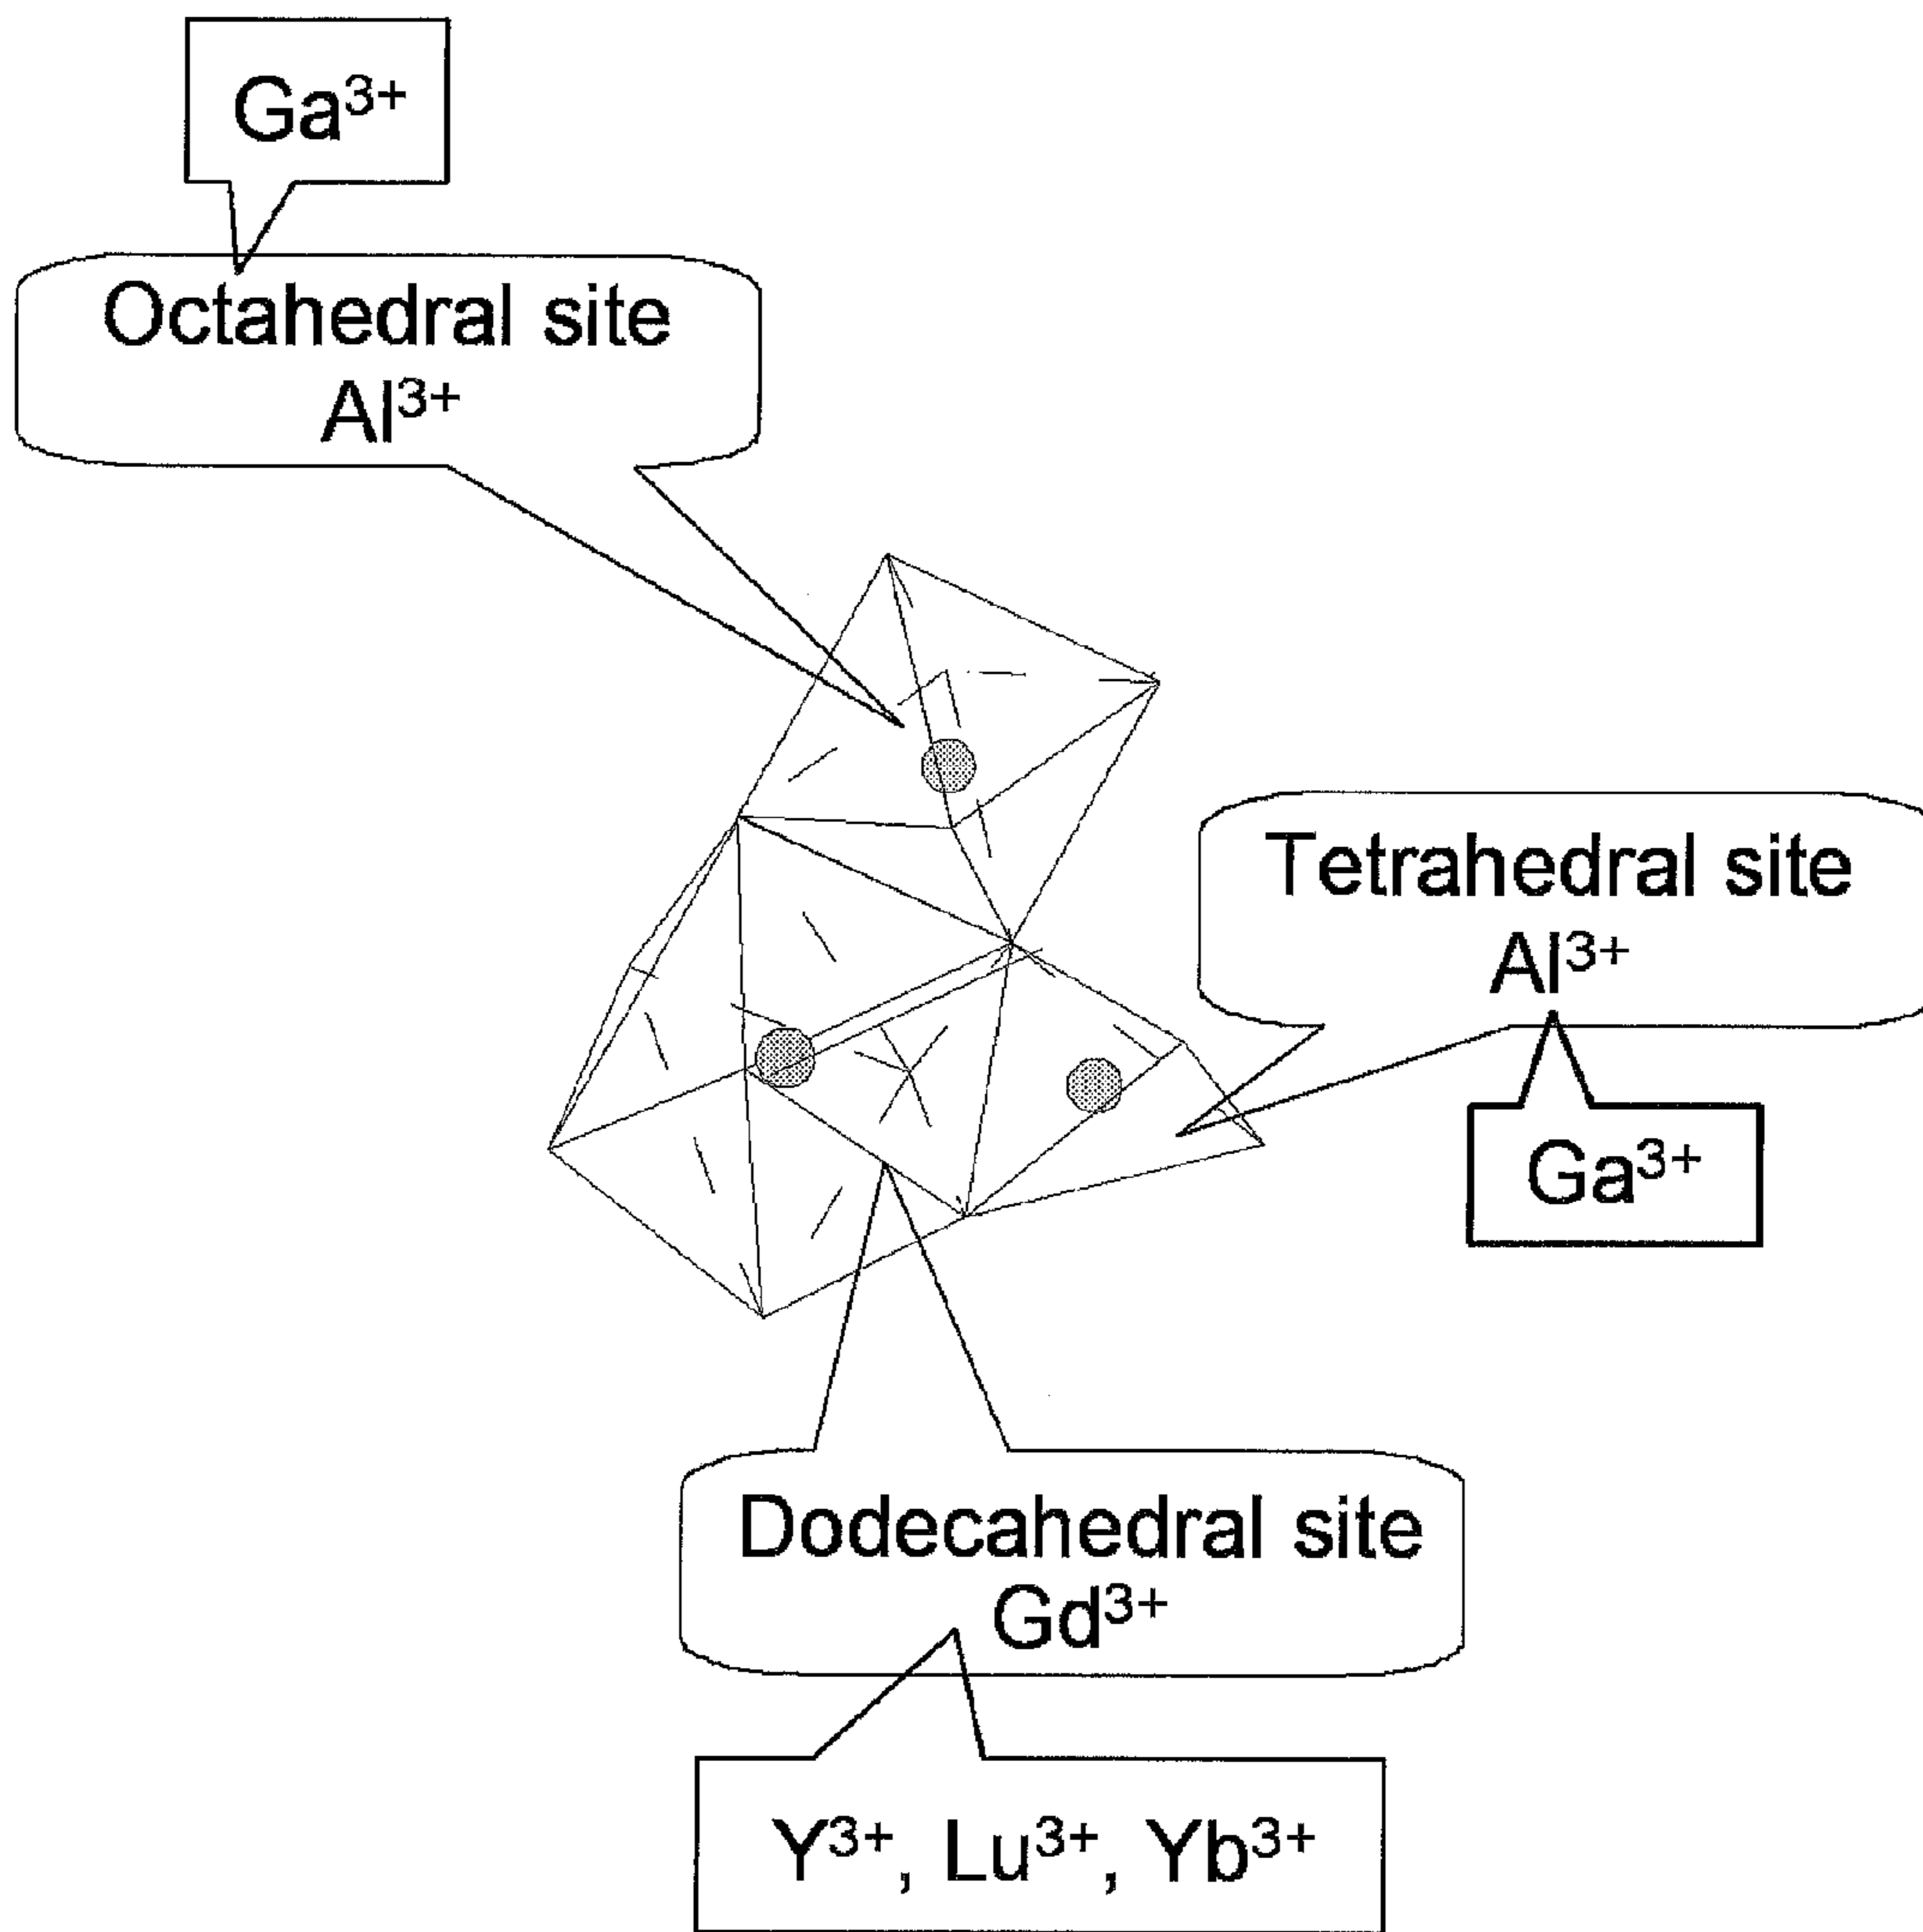 Ga³⁺
Octahedral site
Al³⁺
Tetrahedral site
Al³⁺
Ga³⁺
Dodecahedral site
Gd³⁺
Y³⁺, Lu³⁺, Yb³⁺